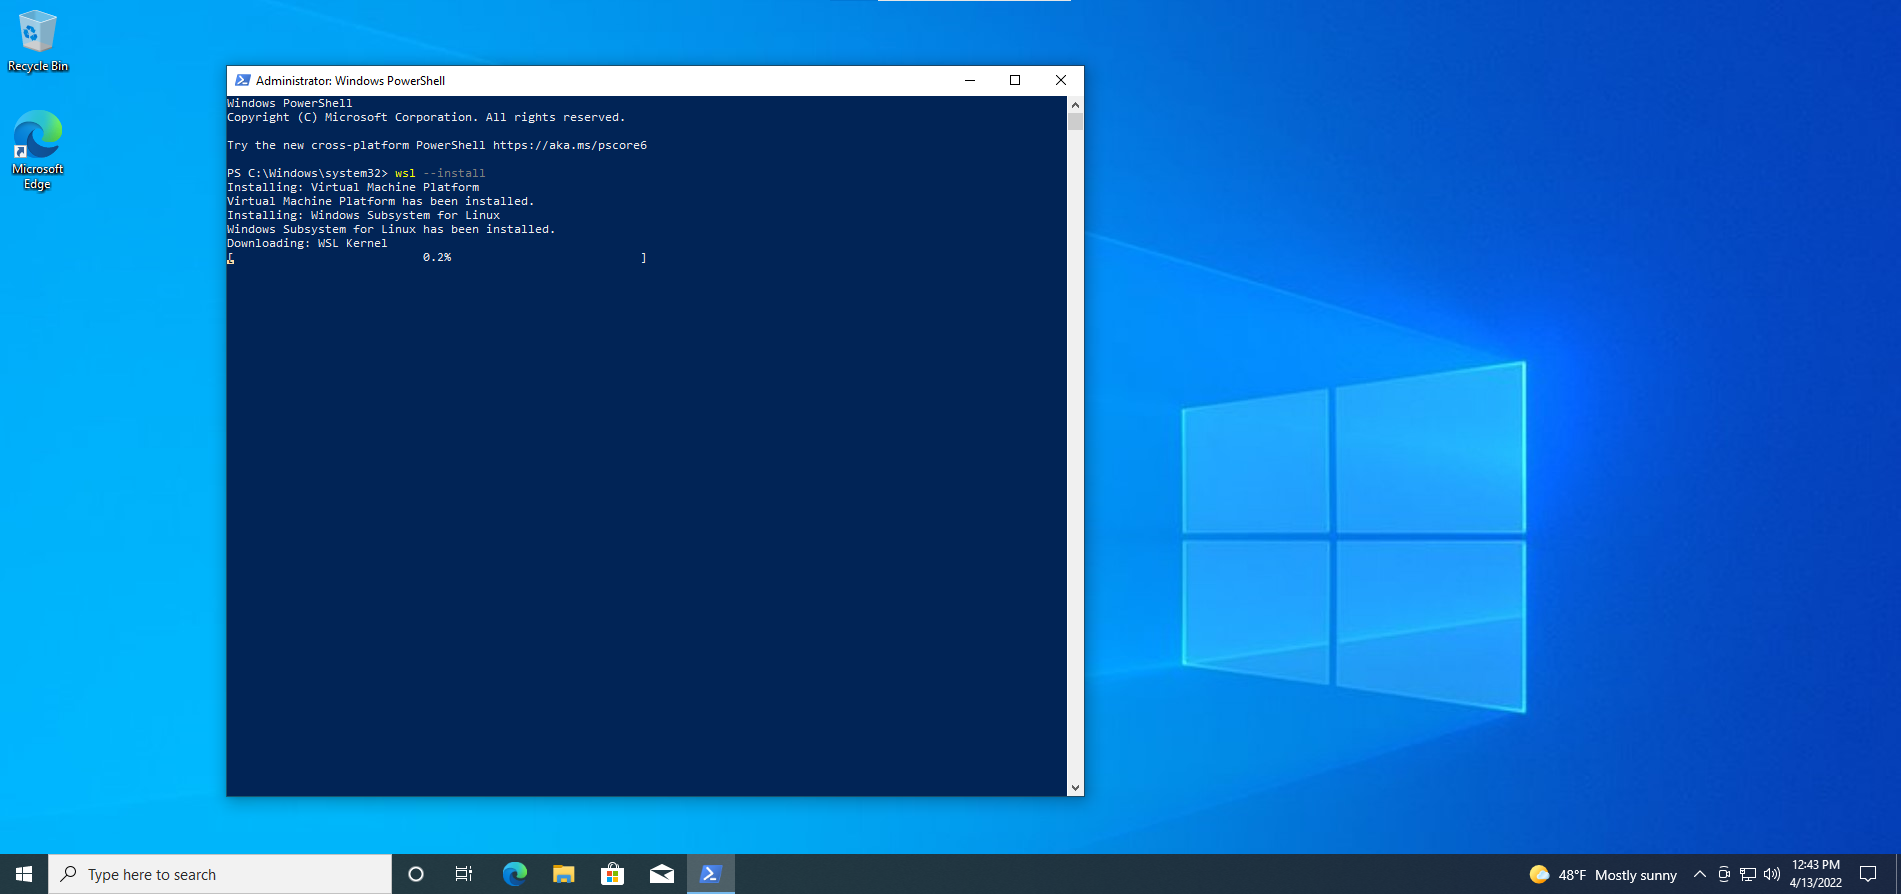 Recycle Bin
Microsoft
Edge
Administrator: Windows PowerShell
Windows PowerShell
Copyright (C) Microsoft Corporation. All rights reserved.
Try the new cross-platform PowerShell https://aka.ms/pscore6
PS C:\Windows\system32> wsl --install
Installing: Virtual Machine Platform
Virtual Machine Platform has been installed.
Installing: Windows Subsystem for Linux
Windows Subsystem for Linux has been installed.
Downloading: WSL Kernel
[ 0.2% ]
Type here to search
48°F Mostly sunny
12:43 PM
4/13/2022